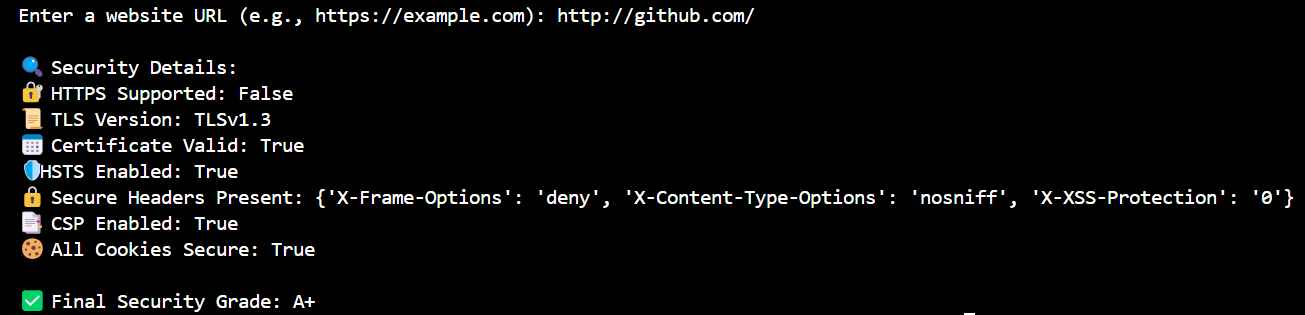 Enter a website URL (e.g., https://example.com): http://github.com/
🔍 Security Details:
🔐 HTTPS Supported: False
📜 TLS Version: TLSv1.3
📅 Certificate Valid: True
🛡️HSTS Enabled: True
🔒 Secure Headers Present: {'X-Frame-Options': 'deny', 'X-Content-Type-Options': 'nosniff', 'X-XSS-Protection': '0'}
📑 CSP Enabled: True
🍪 All Cookies Secure: True
✅ Final Security Grade: A+